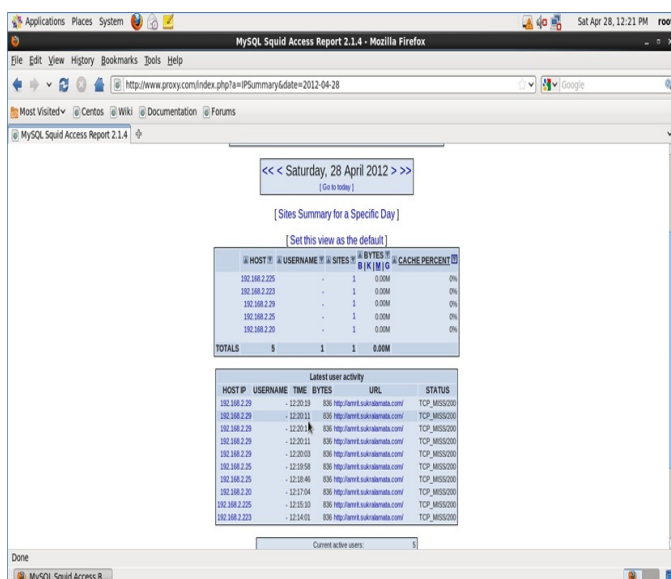 Applications Places System Sat Apr 28, 12:21 PM root
MySQL Squid Access Report 2.1.4 - Mozilla Firefox
File Edit View History Bookmarks Tools Help
http://www.proxy.com/index.php?a=IPSummary&date=2012-04-28 Google
Most Visited Centos Wiki Documentation Forums
MySQL Squid Access Report 2.1.4
<< < Saturday, 28 April 2012 > >>
[ Go to today ]
[ Sites Summary for a Specific Day ]
[ Set this view as the default ]
HOST USERNAME SITES BYTES B | K | M | G CACHE PERCENT
192.168.2.225 - 1 0.00M 0%
192.168.2.223 - 1 0.00M 0%
192.168.2.29 - 1 0.00M 0%
192.168.2.25 - 1 0.00M 0%
192.168.2.20 - 1 0.00M 0%
TOTALS 5 1 1 0.00M
Latest user activity
HOST IP USERNAME TIME BYTES URL STATUS
192.168.2.29 - 12:20:19 836 http://amrit.sukralamata.com/ TCP_MISS/200
192.168.2.29 - 12:20:11 836 http://amrit.sukralamata.com/ TCP_MISS/200
192.168.2.29 - 836 http://amrit.sukralamata.com/ TCP_MISS/200
192.168.2.29 - 12:20:11 836 http://amrit.sukralamata.com/ TCP_MISS/200
192.168.2.29 - 12:20:03 836 http://amrit.sukralamata.com/ TCP_MISS/200
192.168.2.25 - 12:19:58 836 http://amrit.sukralamata.com/ TCP_MISS/200
192.168.2.25 - 12:18:46 836 http://amrit.sukralamata.com/ TCP_MISS/200
192.168.2.20 - 12:17:04 836 http://amrit.sukralamata.com/ TCP_MISS/200
192.168.2.225 - 12:15:10 836 http://amrit.sukralamata.com/ TCP_MISS/200
192.168.2.223 - 12:14:01 836 http://amrit.sukralamata.com/ TCP_MISS/200
Current active users: 5
Done
MySQL Squid Access R...